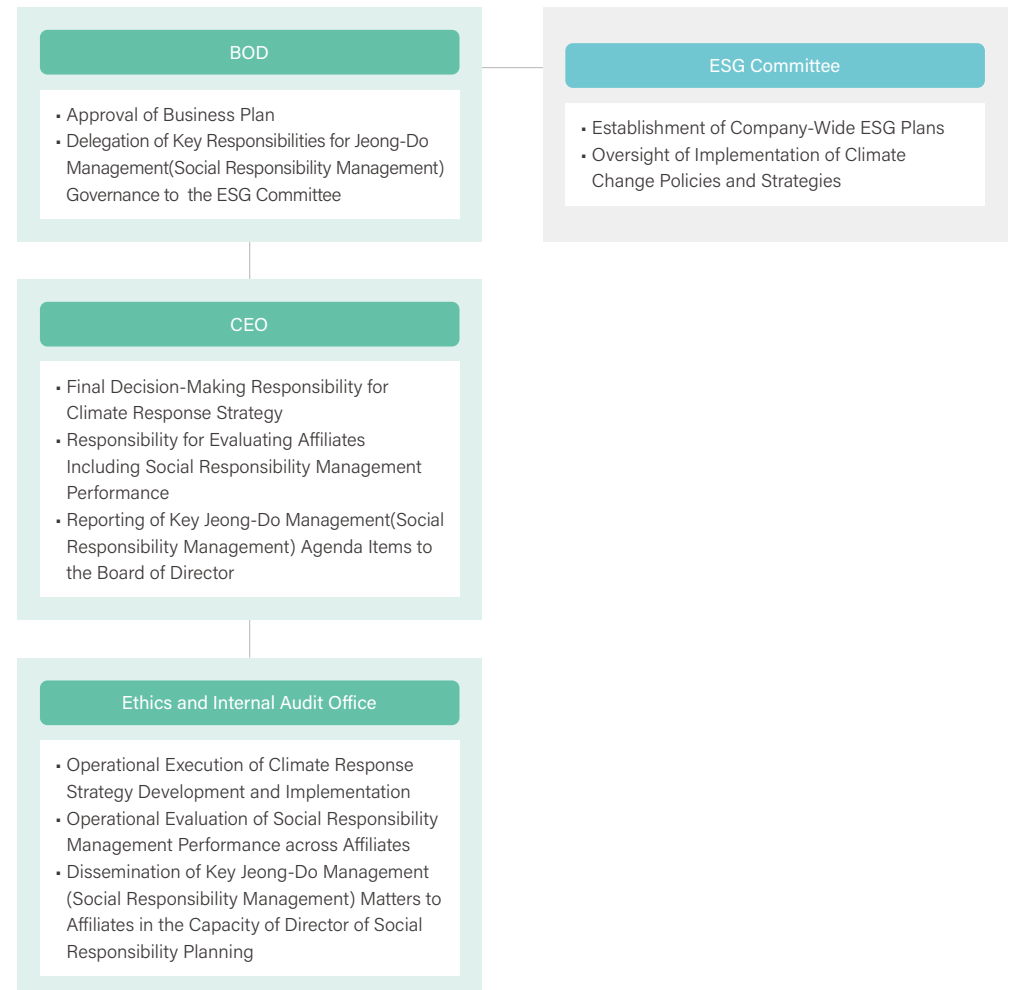 BOD
▪ Approval of Business Plan
▪ Delegation of Key Responsibilities for Jeong-Do
Management(Social Responsibility Management)
Governance to the ESG Committee
ESG Committee
▪ Establishment of Company-Wide ESG Plans
▪ Oversight of Implementation of Climate
Change Policies and Strategies
CEO
▪ Final Decision-Making Responsibility for
Climate Response Strategy
▪ Responsibility for Evaluating Affiliates
Including Social Responsibility Management
Performance
▪ Reporting of Key Jeong-Do Management(Social
Responsibility Management) Agenda Items to
the Board of Director
Ethics and Internal Audit Office
▪ Operational Execution of Climate Response
Strategy Development and Implementation
▪ Operational Evaluation of Social Responsibility
Management Performance across Affiliates
▪ Dissemination of Key Jeong-Do Management
(Social Responsibility Management) Matters to
Affiliates in the Capacity of Director of Social
Responsibility Planning